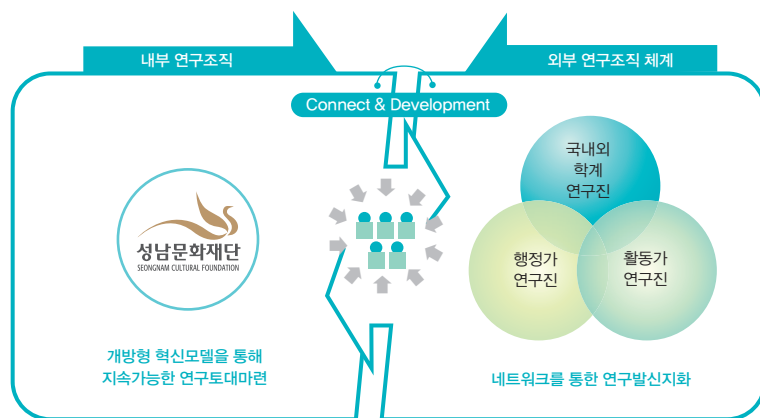 내부 연구조직
외부 연구조직 체계
Connect & Development
국내외
학계
연구진
성남문화재단
SEONGNAM CULTURAL FOUNDATION
행정가
연구진
활동가
연구진
개방형 혁신모델을 통해
지속가능한 연구토대마련
네트워크를 통한 연구발신지화